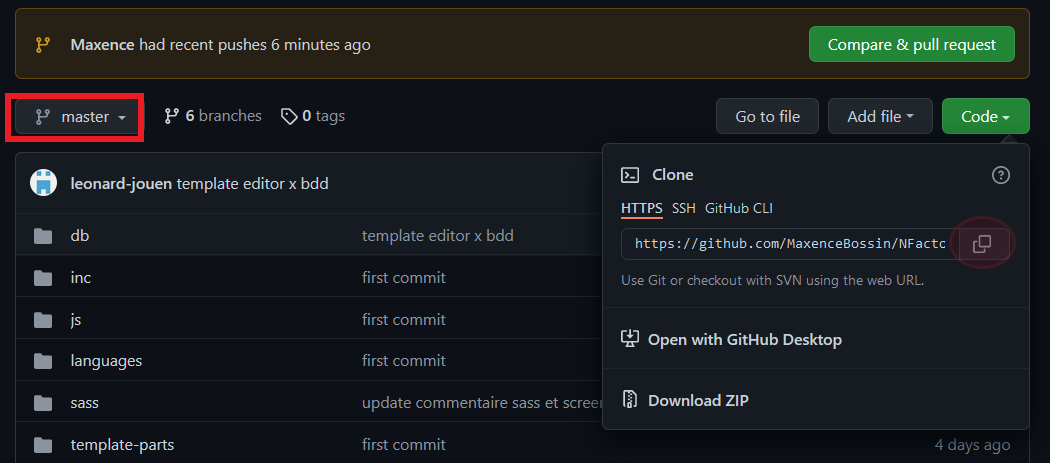 Maxence had recent pushes 6 minutes ago
Compare & pull request
master
6 branches
0 tags
Go to file
Add file
Code
leonard-jouen template editor x bdd
Clone
HTTPS SSH GitHub CLI
https://github.com/MaxenceBossin/NFacto
Use Git or checkout with SVN using the web URL.
Open with GitHub Desktop
Download ZIP
db template editor x bdd
inc first commit
js first commit
languages first commit
sass update commentaire sass et screen
template-parts first commit 4 days ago